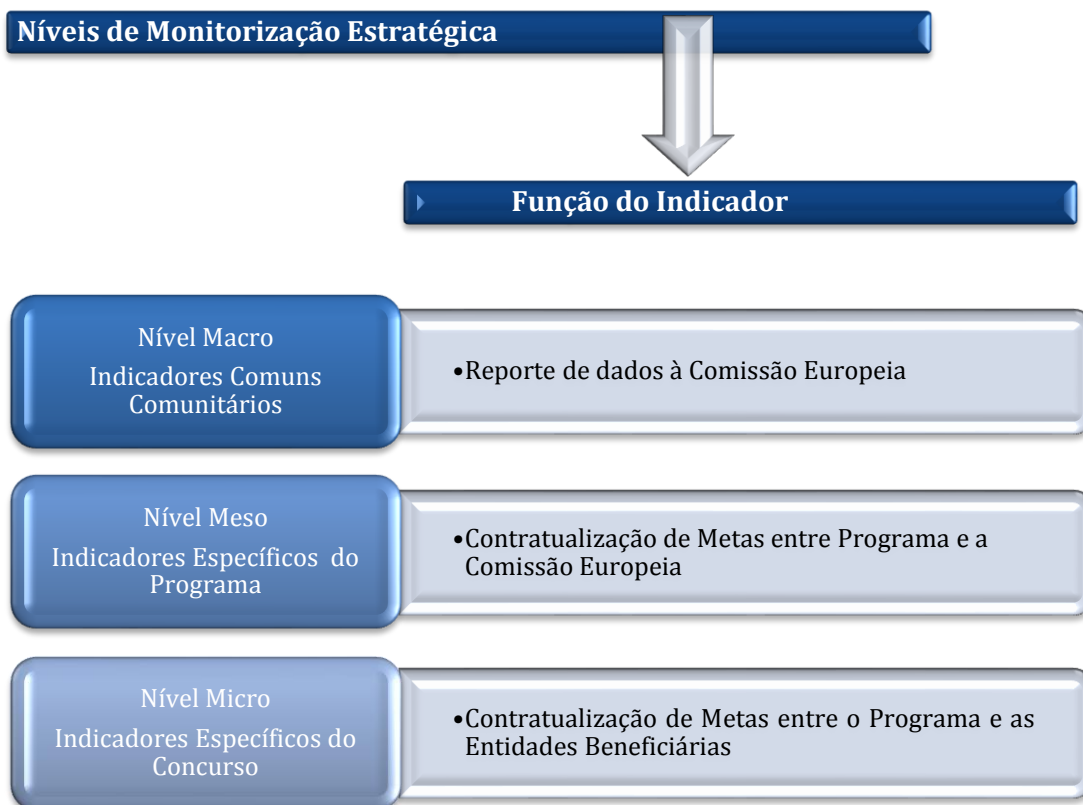 Níveis de Monitorização Estratégica
Função do Indicador
Nível Macro
Indicadores Comuns
Comunitários
•Reporte de dados à Comissão Europeia
Nível Meso
Indicadores Específicos do
Programa
•Contratualização de Metas entre Programa e a
Comissão Europeia
Nível Micro
Indicadores Específicos do
Concurso
•Contratualização de Metas entre o Programa e as
Entidades Beneficiárias